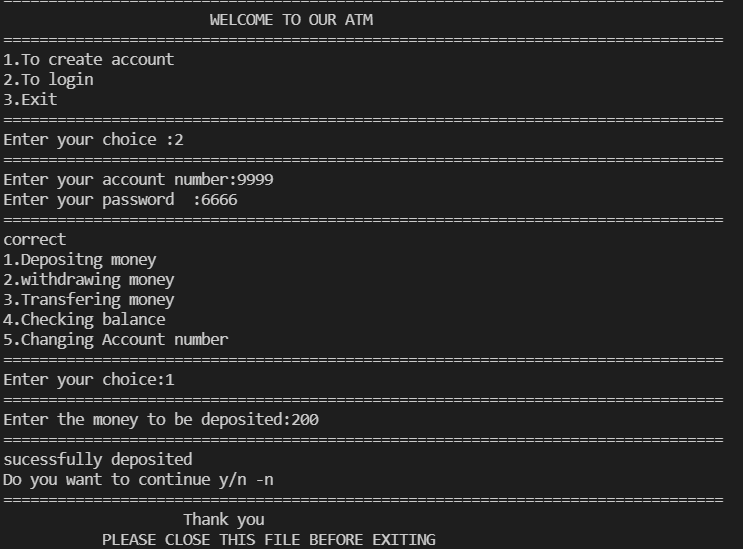 ================================================================================
WELCOME TO OUR ATM
================================================================================
1.To create account
2.To login
3.Exit
================================================================================
Enter your choice :2
================================================================================
Enter your account number:9999
Enter your password  :6666
================================================================================
correct
1.Depositng money
2.withdrawing money
3.Transfering money
4.Checking balance
5.Changing Account number
================================================================================
Enter your choice:1
================================================================================
Enter the money to be deposited:200
================================================================================
sucessfully deposited
Do you want to continue y/n -n
================================================================================
Thank you
PLEASE CLOSE THIS FILE BEFORE EXITING